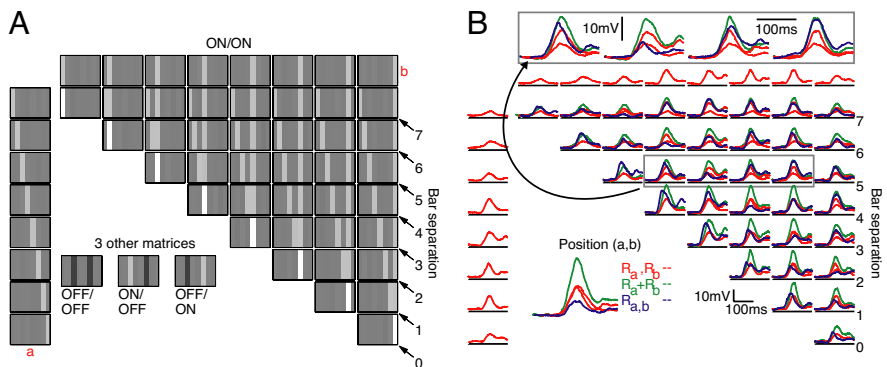 A
ON/ON
b
7
6
5
4
3
2
1
0
Bar separation
3 other matrices
OFF/
OFF
ON/
OFF
OFF/
ON
a
B
10mV
100ms
7
6
5
4
3
2
1
0
Bar separation
Position (a,b)
Ra,Rb --
Ra+Rb --
Ra,b --
10mV
100ms